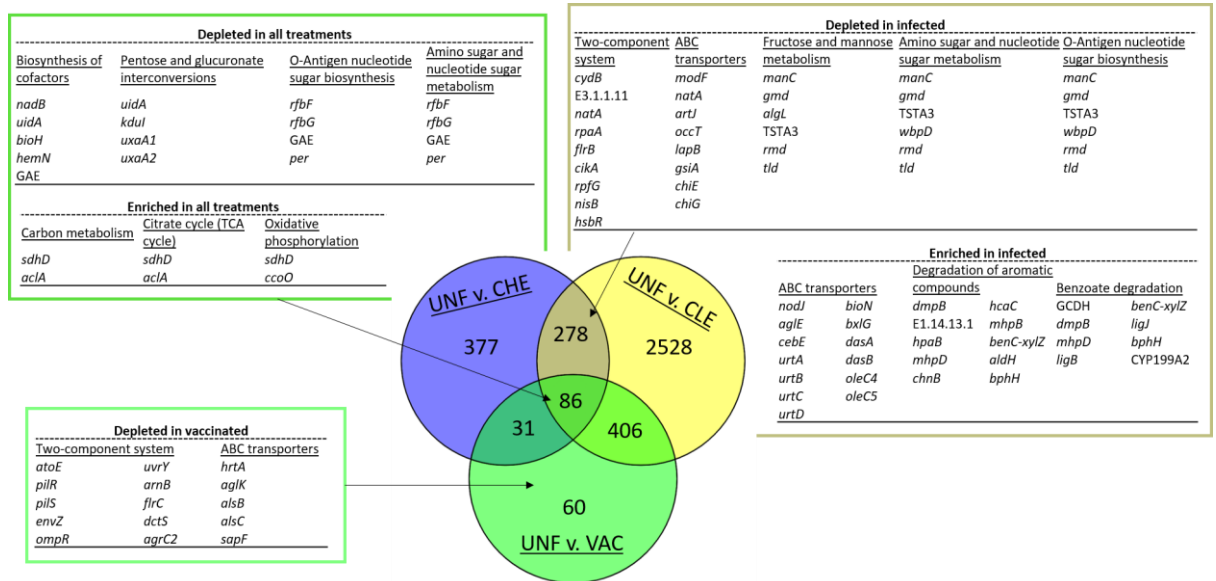 Depleted in all treatments
Biosynthesis of cofactors
Pentose and glucuronate interconversions
O-Antigen nucleotide sugar biosynthesis
Amino sugar and nucleotide sugar metabolism
nadB uidA rfbF rfbF
uidA kduI rfbG rfbG
bioH uxaA1 GAE GAE
hemN uxaA2 per per
GAE
Enriched in all treatments
Carbon metabolism
Citrate cycle (TCA cycle)
Oxidative phosphorylation
sdhD sdhD sdhD
aclA aclA ccoO
Depleted in infected
Two-component system
ABC transporters
Fructose and mannose metabolism
Amino sugar and nucleotide sugar metabolism
O-Antigen nucleotide sugar biosynthesis
cydB modF manC manC manC
E3.1.1.11 natA gmd gmd gmd
natA artJ algL TSTA3 TSTA3
rpaA occT TSTA3 wbpD wbpD
flrB lapB rmd rmd rmd
cikA gsiA tld tld tld
rpfG chiE
nisB chiG
hsbR
Enriched in infected
ABC transporters
Degradation of aromatic compounds
Benzoate degradation
nodJ bioN dmpB hcaC GCDH benC-xylZ
aglE bxlG E1.14.13.1 mhpB dmpB ligJ
cebE dasA hpaB benC-xylZ mhpD bphH
urtA dasB mhpD aldH ligB CYP199A2
urtB oleC4 chnB bphH
urtC oleC5
urtD
UNF v. CHE
UNF v. CLE
377
278
2528
86
31
406
60
UNF v. VAC
Depleted in vaccinated
Two-component system ABC transporters
atoE uvrY hrtA
pilR arnB aglK
pilS flrC alsB
envZ dctS alsC
ompR agrC2 sapF